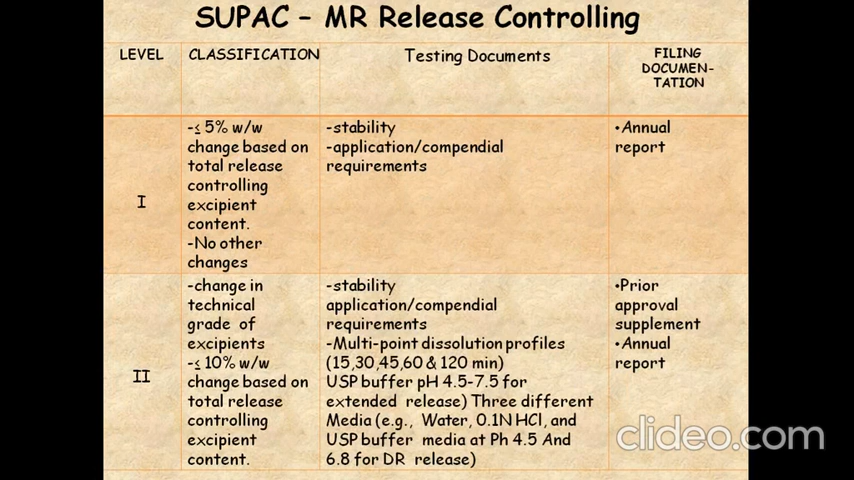 SUPAC – MR Release Controlling
LEVEL
CLASSIFICATION
Testing Documents
FILING
DOCUMEN-
TATION
I
-≤ 5% w/w
change based on
total release
controlling
excipient
content.
-No other
changes
-stability
-application/compendial
requirements
•Annual
report
II
-change in
technical
grade of
excipients
-≤ 10% w/w
change based on
total release
controlling
excipient
content.
-stability
application/compendial
requirements
-Multi-point dissolution profiles
(15,30,45,60 & 120 min)
USP buffer pH 4.5-7.5 for
extended release) Three different
Media (e.g., Water, 0.1N HCl, and
USP buffer media at Ph 4.5 And
6.8 for DR release)
•Prior
approval
supplement
•Annual
report
clideo.com